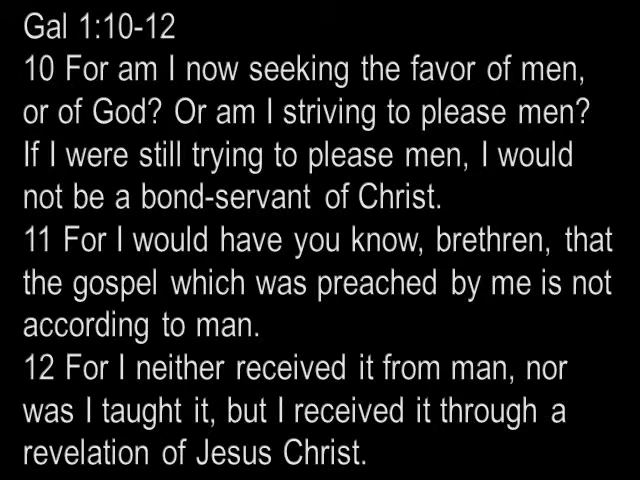 Gal 1:10-12
10 For am I now seeking the favor of men,
or of God? Or am I striving to please men?
If I were still trying to please men, I would
not be a bond-servant of Christ.
11 For I would have you know, brethren, that
the gospel which was preached by me is not
according to man.
12 For I neither received it from man, nor
was I taught it, but I received it through a
revelation of Jesus Christ.